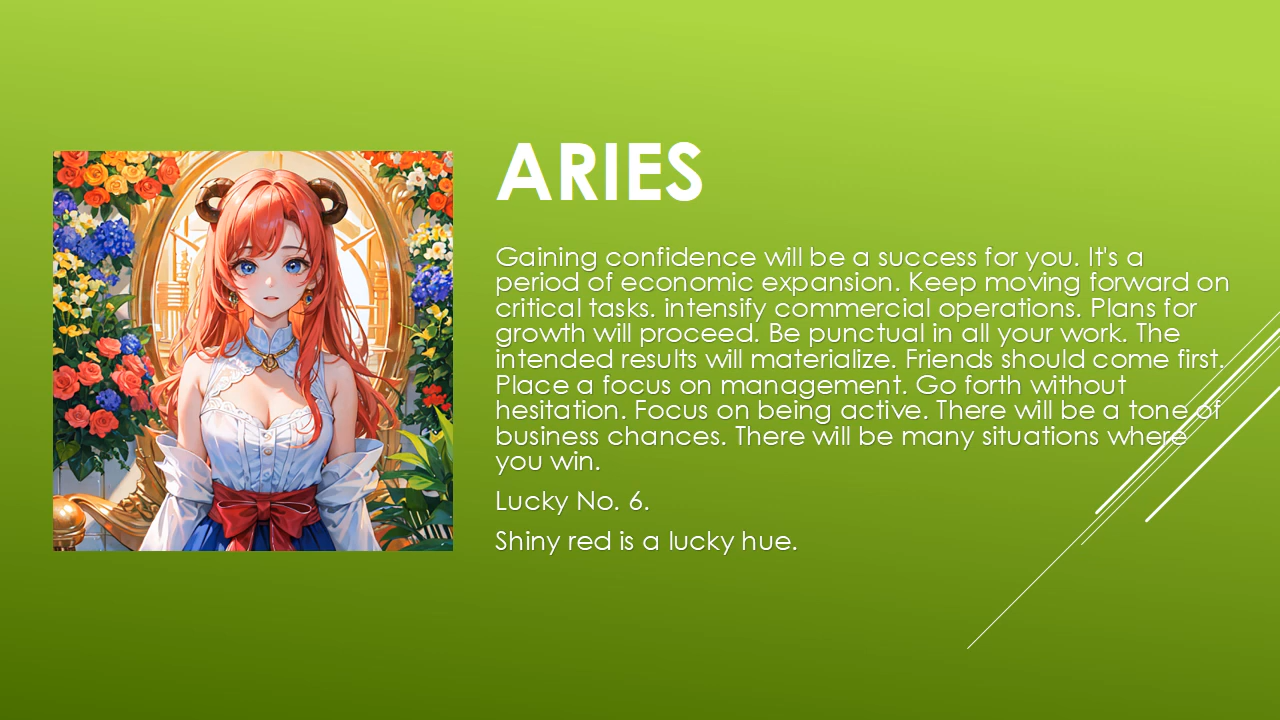 ARIES
Gaining confidence will be a success for you. It's a
period of economic expansion. Keep moving forward on
critical tasks. intensify commercial operations. Plans for
growth will proceed. Be punctual in all your work. The
intended results will materialize. Friends should come first.
Place a focus on management. Go forth without
hesitation. Focus on being active. There will be a tone of
business chances. There will be many situations where
you win.
Lucky No. 6.
Shiny red is a lucky hue.